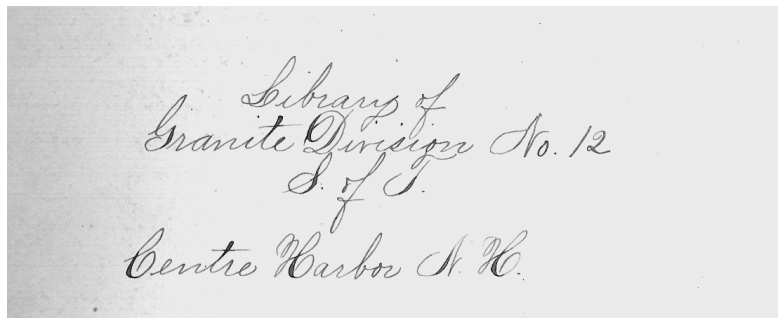 Library of
Granite Division No. 12
S. of T.
Centre Harbor N. H.